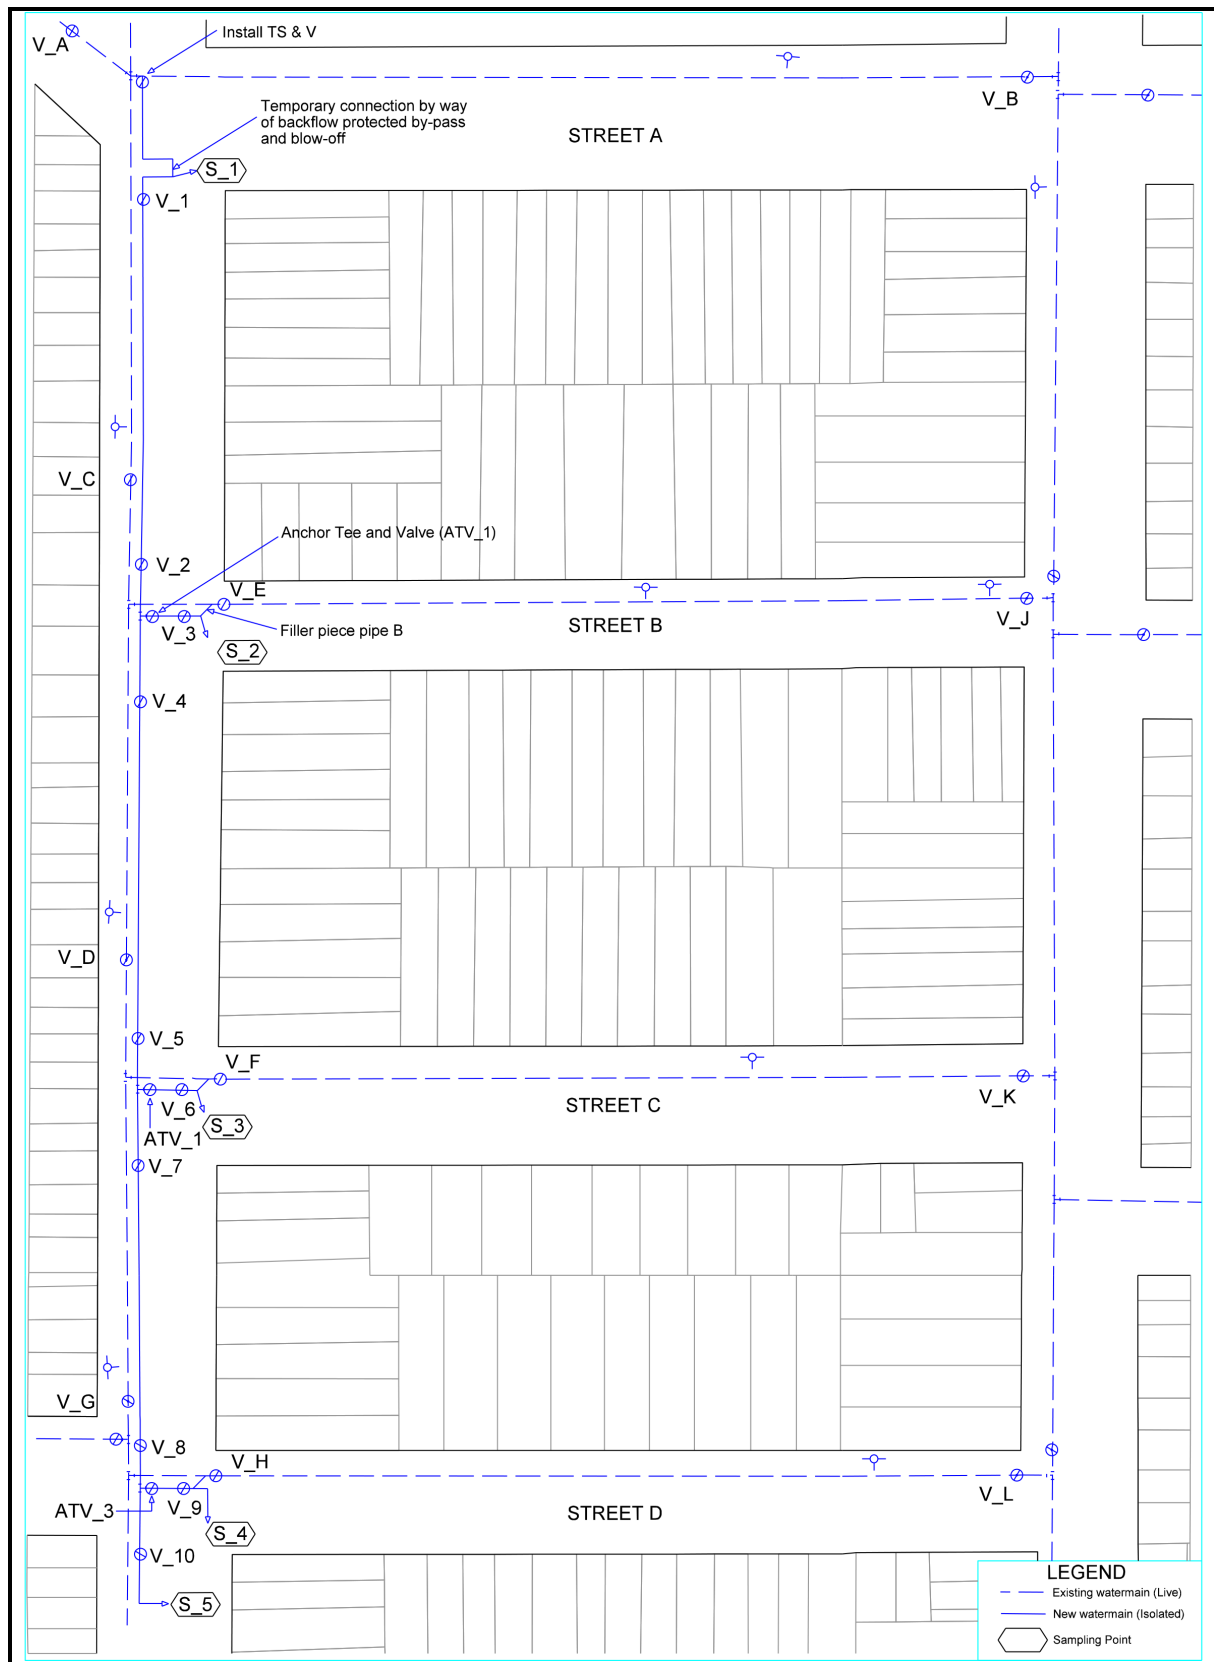 Install TS & V
V_A
V_B
Temporary connection by way
of backflow protected by-pass
and blow-off
STREET A
S_1
V_1
V_C
Anchor Tee and Valve (ATV_1)
V_2
V_E
V_J
V_3
Filler piece pipe B
STREET B
S_2
V_4
V_D
V_5
V_F
V_K
V_6
STREET C
S_3
ATV_1
V_7
V_G
V_8
V_H
V_L
ATV_3
V_9
STREET D
S_4
V_10
S_5
LEGEND
Existing watermain (Live)
New watermain (Isolated)
Sampling Point